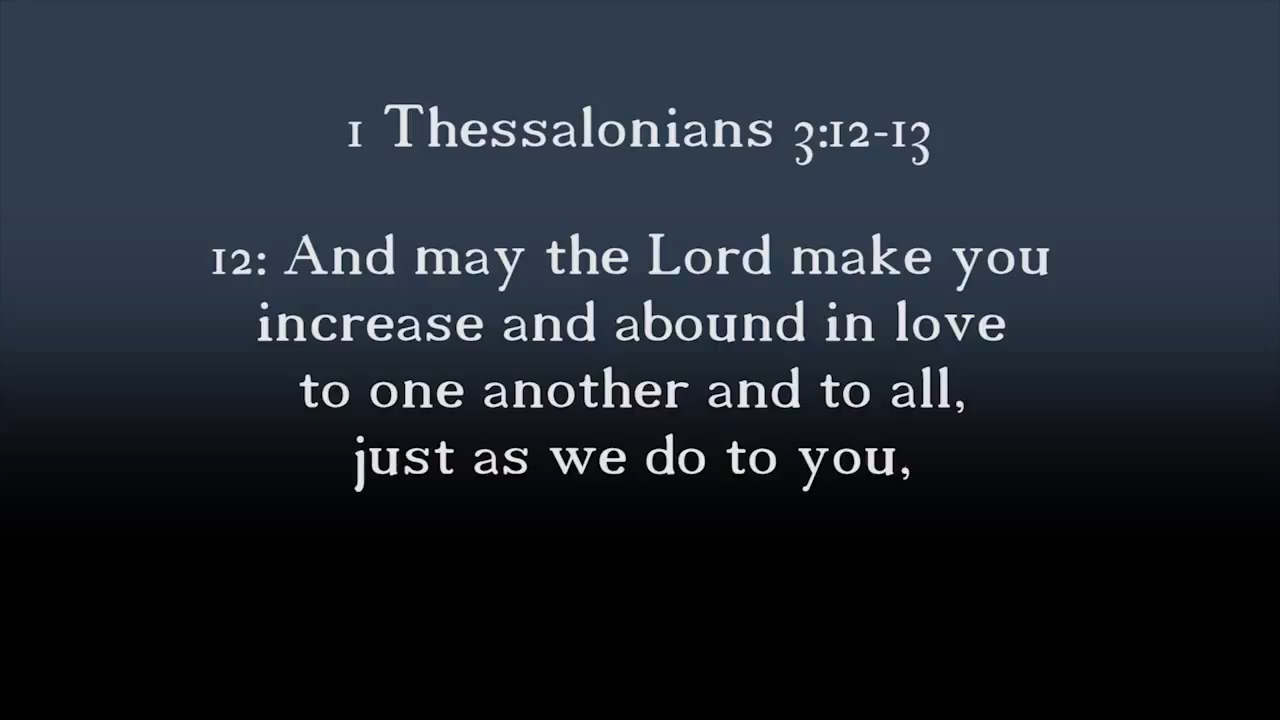 1 Thessalonians 3:12-13
12: And may the Lord make you
increase and abound in love
to one another and to all,
just as we do to you,